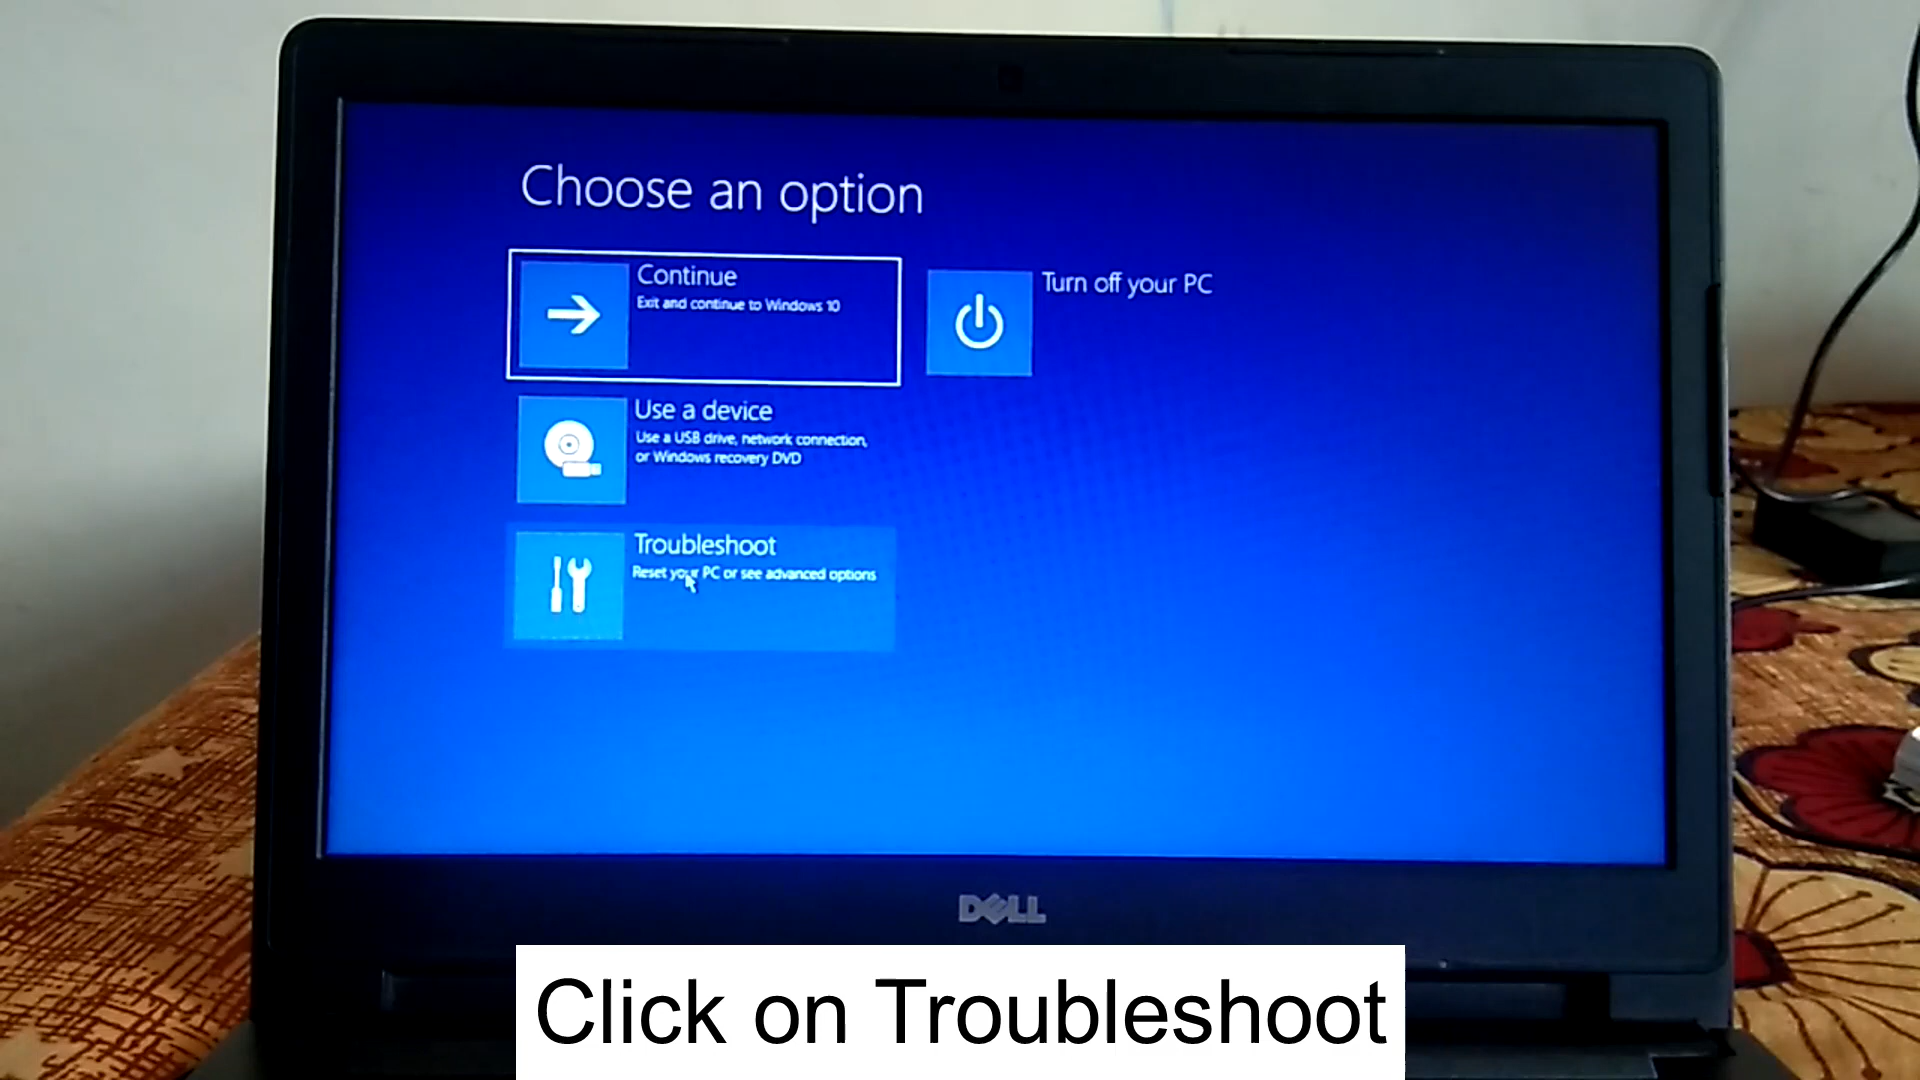 Choose an option
Continue
Exit and continue to Windows 10
Turn off your PC
Use a device
Use a USB drive, network connection,
or Windows recovery DVD
Troubleshoot
Reset your PC or see advanced options
DELL
Click on Troubleshoot